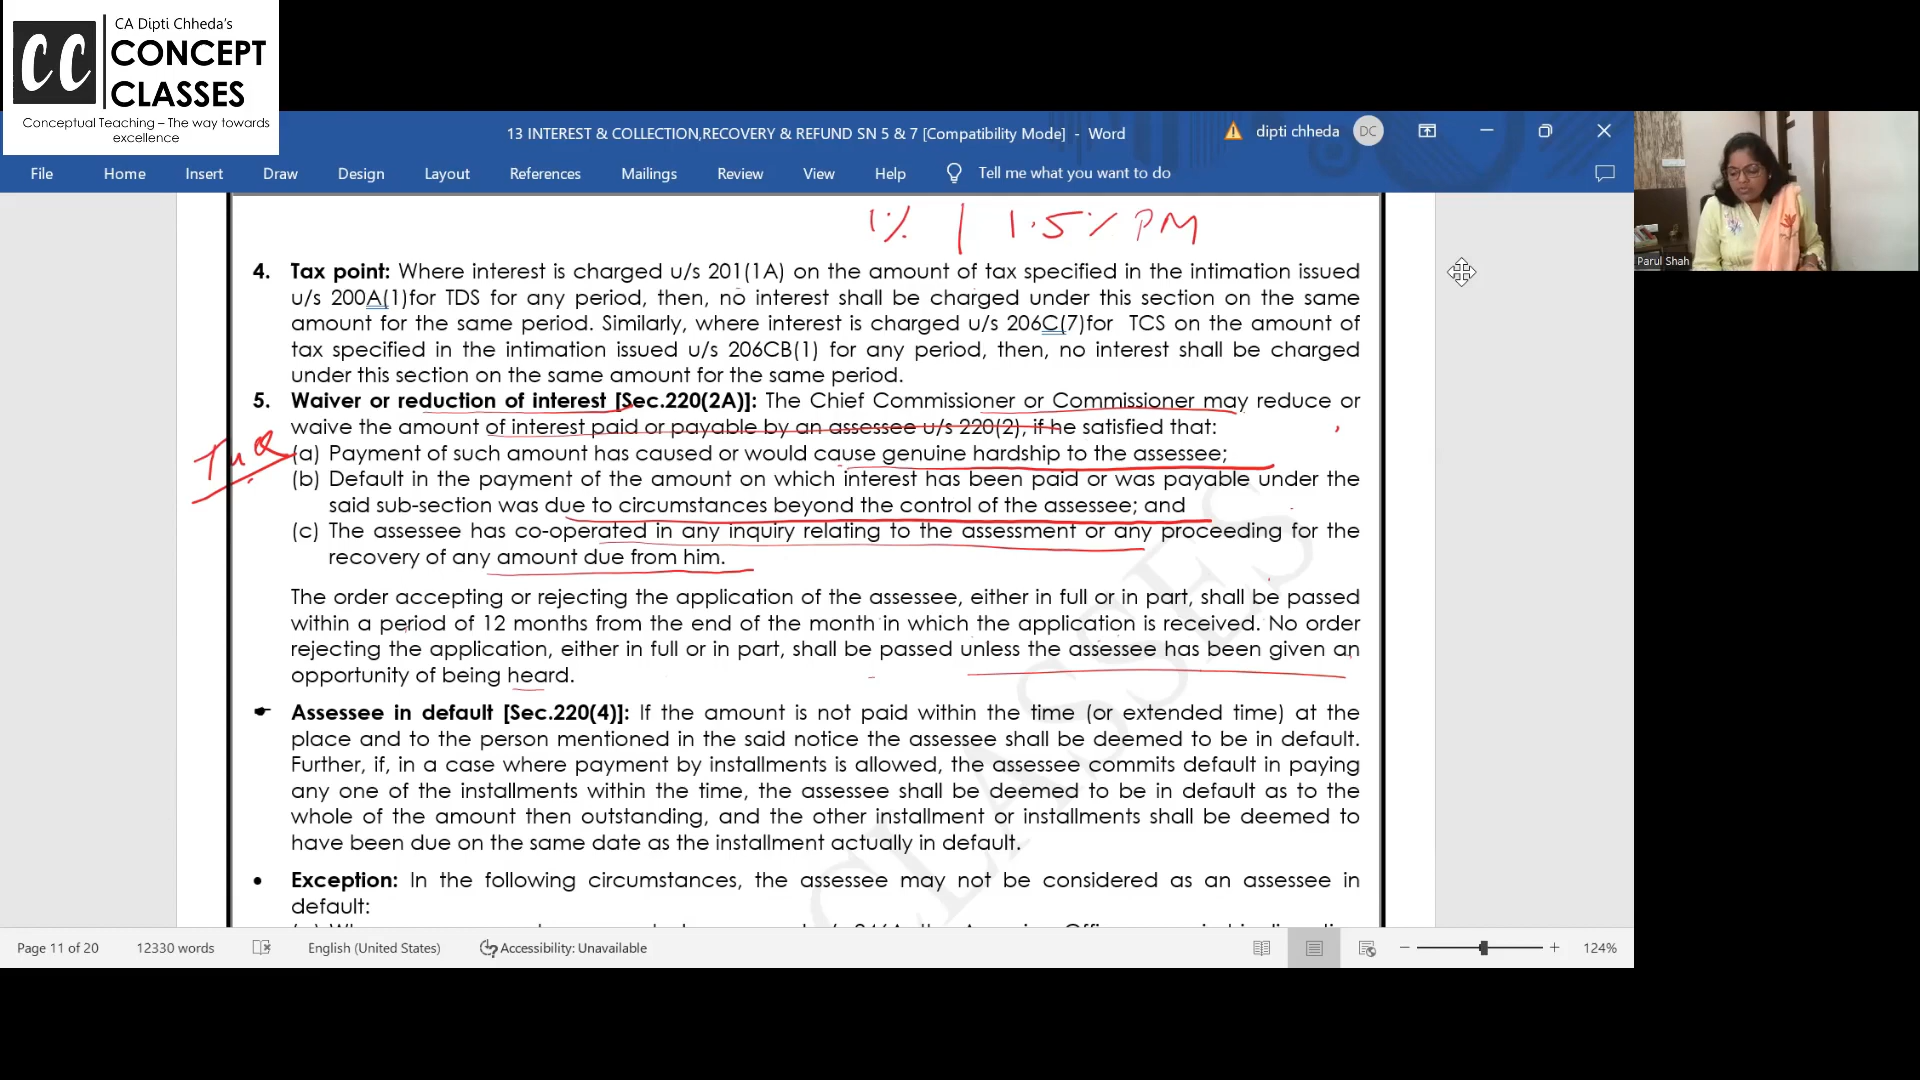 CC
CA Dipti Chheda's
CONCEPT
CLASSES
Conceptual Teaching – The way towards
excellence
13 INTEREST & COLLECTION,RECOVERY & REFUND SN 5 & 7 [Compatibility Mode] - Word
dipti chheda
DC
File Home Insert Draw Design Layout References Mailings Review View Help Tell me what you want to do
Parul Shah
1% | 1.5% PM
4. Tax point: Where interest is charged u/s 201(1A) on the amount of tax specified in the intimation issued
u/s 200A(1)for TDS for any period, then, no interest shall be charged under this section on the same
amount for the same period. Similarly, where interest is charged u/s 206C(7)for TCS on the amount of
tax specified in the intimation issued u/s 206CB(1) for any period, then, no interest shall be charged
under this section on the same amount for the same period.
5. Waiver or reduction of interest [Sec.220(2A)]: The Chief Commissioner or Commissioner may reduce or
waive the amount of interest paid or payable by an assessee u/s 220(2), if he satisfied that:
(a) Payment of such amount has caused or would cause genuine hardship to the assessee;
(b) Default in the payment of the amount on which interest has been paid or was payable under the
said sub-section was due to circumstances beyond the control of the assessee; and
(c) The assessee has co-operated in any inquiry relating to the assessment or any proceeding for the
recovery of any amount due from him.
The order accepting or rejecting the application of the assessee, either in full or in part, shall be passed
within a period of 12 months from the end of the month in which the application is received. No order
rejecting the application, either in full or in part, shall be passed unless the assessee has been given an
opportunity of being heard.
Assessee in default [Sec.220(4)]: If the amount is not paid within the time (or extended time) at the
place and to the person mentioned in the said notice the assessee shall be deemed to be in default.
Further, if, in a case where payment by installments is allowed, the assessee commits default in paying
any one of the installments within the time, the assessee shall be deemed to be in default as to the
whole of the amount then outstanding, and the other installment or installments shall be deemed to
have been due on the same date as the installment actually in default.
• Exception: In the following circumstances, the assessee may not be considered as an assessee in
default:
CLASSES
Page 11 of 20 12330 words English (United States) Accessibility: Unavailable 124%